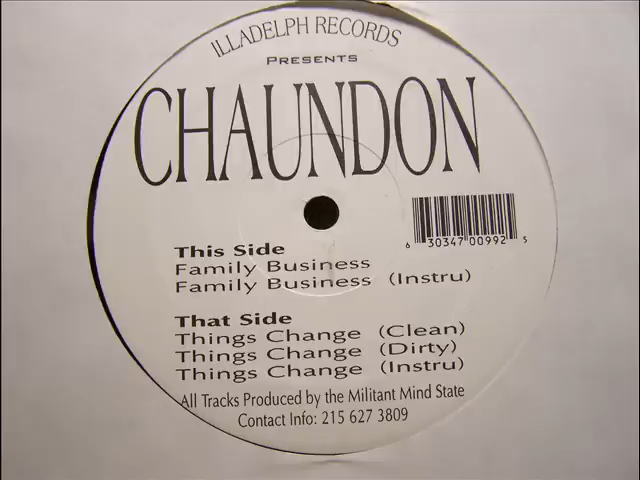 ILLADELPH RECORDS
PRESENTS
CHAUNDON
6 30347 00992 5
This Side
Family Business
Family Business (Instru)
That Side
Things Change (Clean)
Things Change (Dirty)
Things Change (Instru)
All Tracks Produced by the Militant Mind State
Contact Info: 215 627 3809